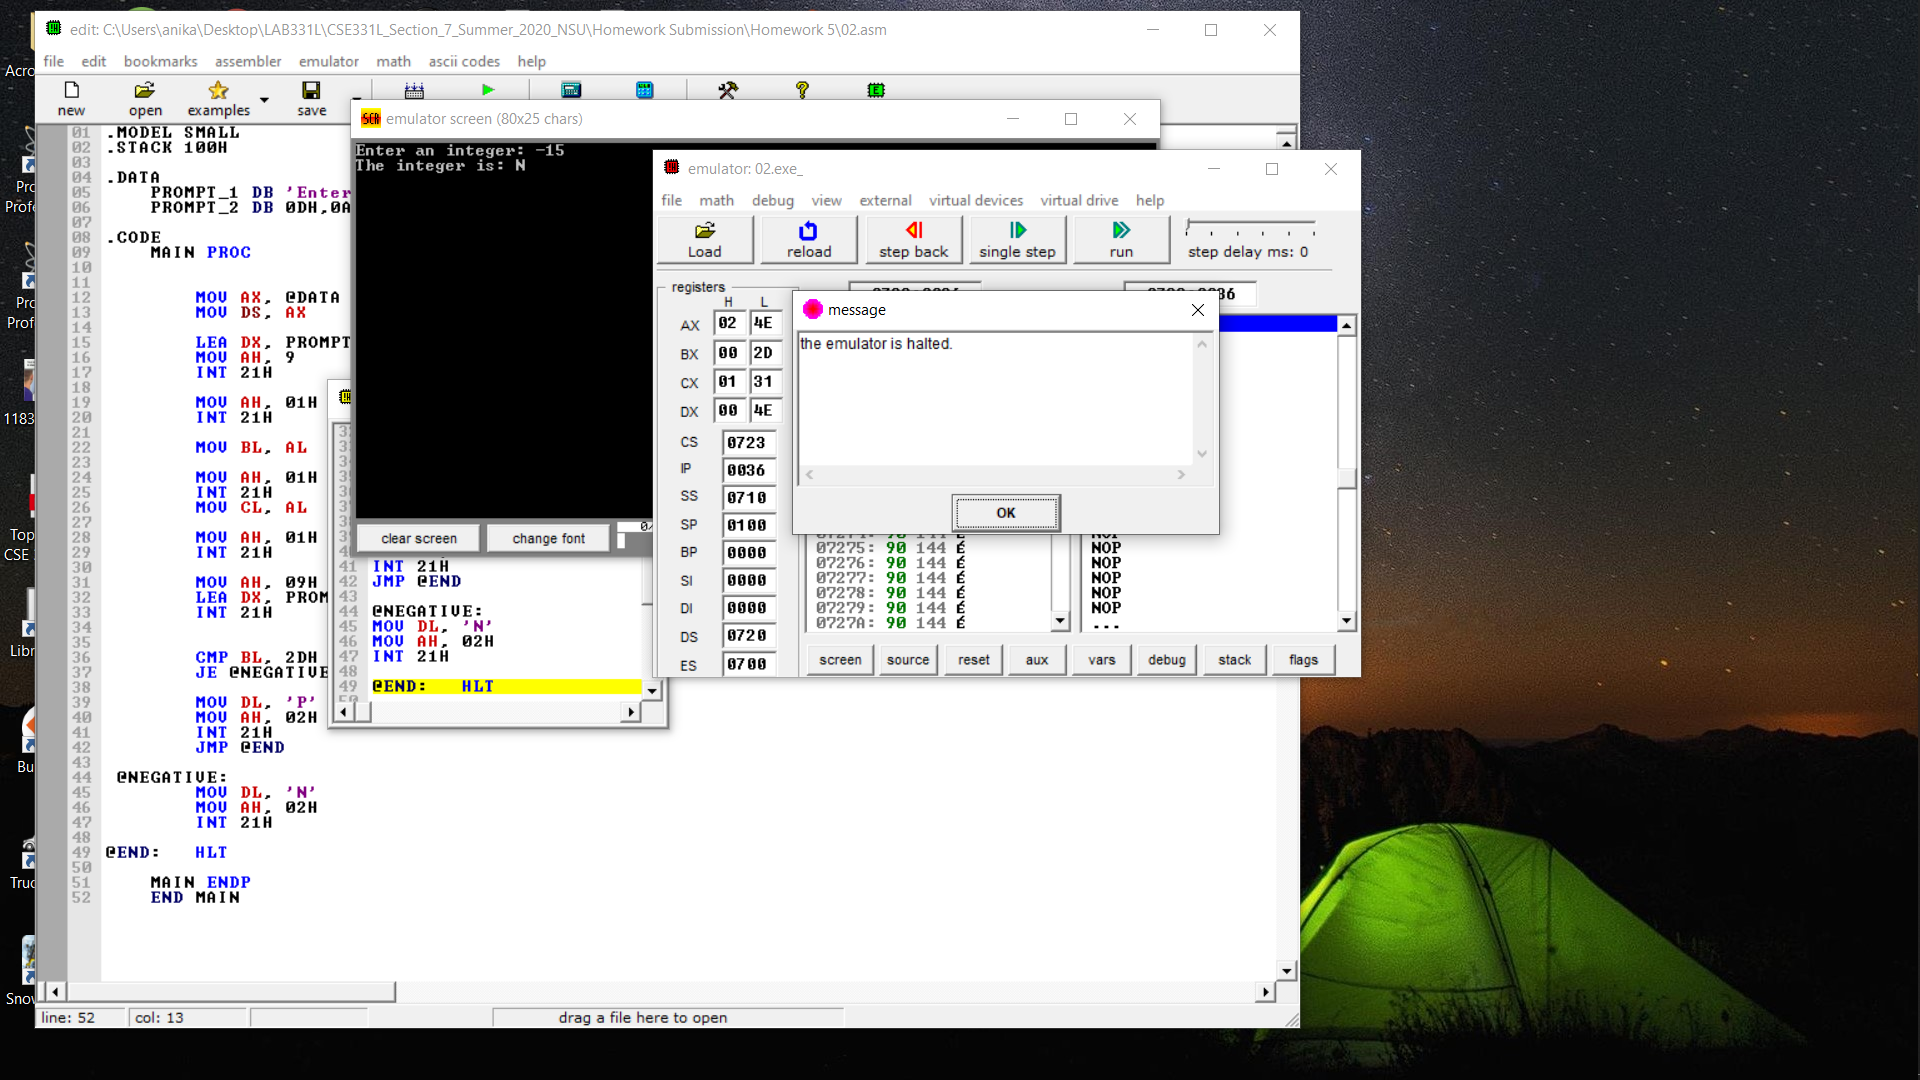 edit: C:\Users\anika\Desktop\LAB331L\CSE331L_Section_7_Summer_2020_NSU\Homework Submission\Homework 5\02.asm
file edit bookmarks assembler emulator math ascii codes help
new open examples save
01 .MODEL SMALL
02 .STACK 100H
03
04 .DATA
05 PROMPT_1 DB 'Enter
06 PROMPT_2 DB 0DH,0A
07
08 .CODE
09 MAIN PROC
10
11
12 MOV AX, @DATA
13 MOV DS, AX
14
15 LEA DX, PROMPT
16 MOV AH, 9
17 INT 21H
18
19 MOV AH, 01H
20 INT 21H
21
22 MOV BL, AL
23
24 MOV AH, 01H
25 INT 21H
26 MOV CL, AL
27
28 MOV AH, 01H
29 INT 21H
30
31 MOV AH, 09H
32 LEA DX, PROM
33 INT 21H
34
35
36 CMP BL, 2DH
37 JE @NEGATIVE
38
39 MOV DL, 'P'
40 MOV AH, 02H
41 INT 21H
42 JMP @END
43
44 @NEGATIVE:
45 MOV DL, 'N'
46 MOV AH, 02H
47 INT 21H
48
49 @END: HLT
50
51 MAIN ENDP
52 END MAIN
line: 52 col: 13 drag a file here to open
emulator screen (80x25 chars)
Enter an integer: -15
The integer is: N
clear screen change font
41 INT 21H
42 JMP @END
43
44 @NEGATIVE:
45 MOV DL, 'N'
46 MOV AH, 02H
47 INT 21H
48
49 @END: HLT
emulator: 02.exe_
file math debug view external virtual devices virtual drive help
Load reload step back single step run step delay ms: 0
registers
H L
AX 02 4E
BX 00 2D
CX 01 31
DX 00 4E
CS 0723
IP 0036
SS 0710
SP 0100
BP 0000
SI 0000
DI 0000
DS 0720
ES 0700
07275: 90 144 É NOP
07276: 90 144 É NOP
07277: 90 144 É NOP
07278: 90 144 É NOP
07279: 90 144 É NOP
0727A: 90 144 É ...
screen source reset aux vars debug stack flags
message
the emulator is halted.
OK
Acro
Pro
Profe
Pro
Prof
1183
Top
CSE
Libr
Bu
Truc
Snow